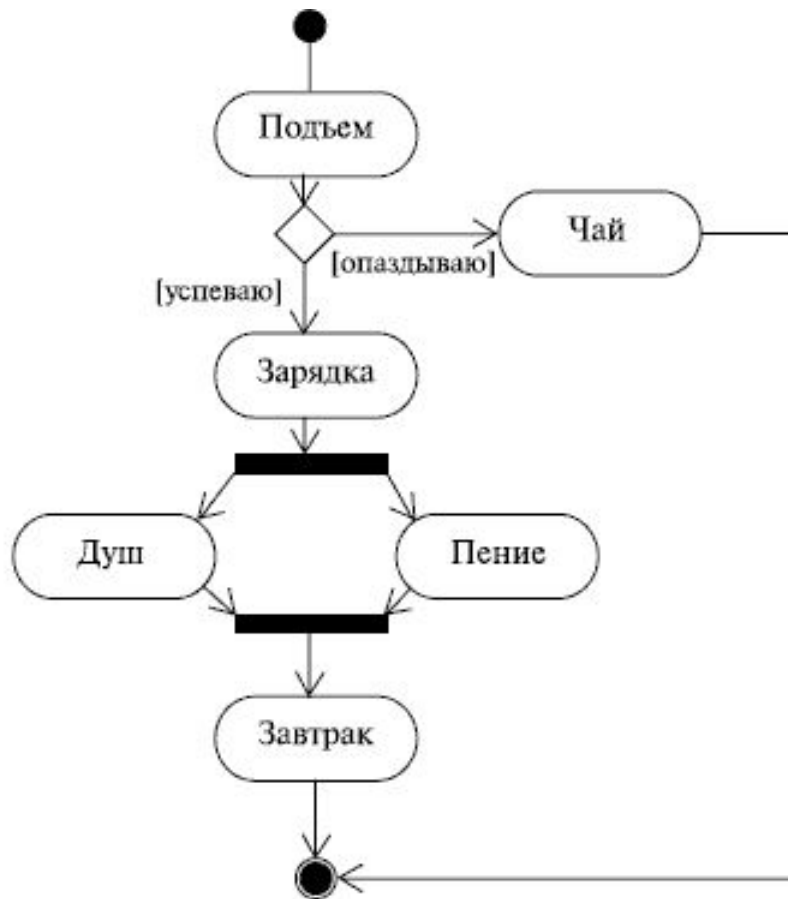 Подъем
Чай
[опаздываю]
[успеваю]
Зарядка
Душ
Пение
Завтрак